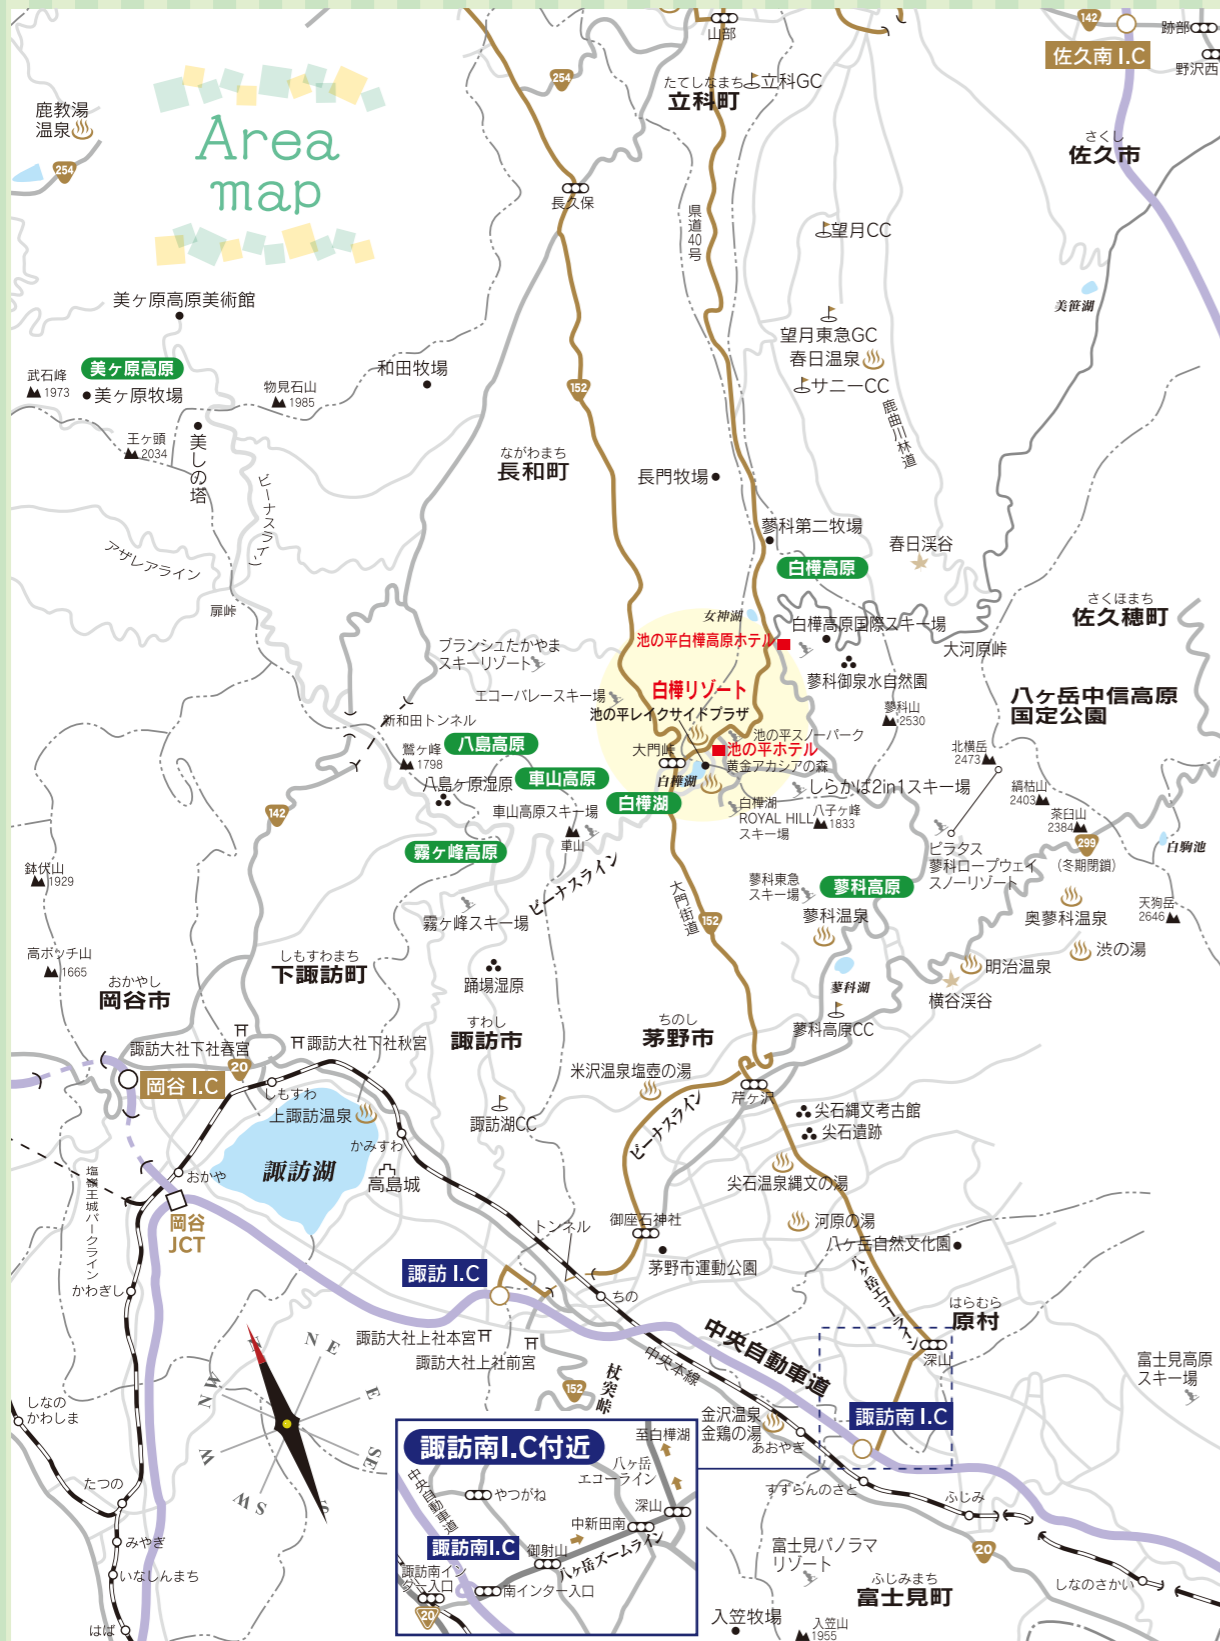 Area
map
鹿教湯
温泉
254
254
長久保
山部
たてしなまち
立科町
立科GC
142
佐久南 I.C
跡部
野沢西
さくし
佐久市
県道40号
望月CC
美笹湖
望月東急GC
春日温泉
サニーCC
鹿曲川林道
美ヶ原高原美術館
美ヶ原高原
美ヶ原牧場
武石峰
1973
物見石山
1985
和田牧場
王ヶ頭
2034
美しの塔
ビーナスライン
アザレアライン
扉峠
152
ながわまち
長和町
長門牧場
蓼科第二牧場
白樺高原
春日渓谷
さくほまち
佐久穂町
女神湖
池の平白樺高原ホテル
白樺高原国際スキー場
大河原峠
蓼科御泉水自然園
蓼科山
2530
八ヶ岳中信高原
国定公園
ブランシュたかやま
スキーリゾート
エコーバレースキー場
白樺リゾート
池の平レイクサイドプラザ
池の平スノーパーク
池の平ホテル
黄金アカシアの森
大門峠
白樺湖
白樺湖
新和田トンネル
鷲ヶ峰
1798
八島高原
八島ヶ原湿原
車山高原
車山高原スキー場
車山
霧ヶ峰高原
142
白樺湖
ROYAL HILL
スキー場
八子ヶ峰
1833
しらかば2in1スキー場
北横岳
2473
縞枯山
2403
茶臼山
2384
299
(冬期閉鎖)
白駒池
ピラタス
蓼科ロープウェイ
スノーリゾート
鉢伏山
1929
ビーナスライン
大門街道
152
蓼科東急
スキー場
蓼科高原
蓼科温泉
奥蓼科温泉
天狗岳
2646
霧ヶ峰スキー場
高ボッチ山
1665
しもすわまち
下諏訪町
おかやし
岡谷市
踊場湿原
すわし
諏訪市
ちのし
茅野市
蓼科湖
蓼科高原CC
明治温泉
渋の湯
横谷渓谷
諏訪大社下社春宮
諏訪大社下社秋宮
岡谷 I.C
20
しもすわ
上諏訪温泉
かみすわ
諏訪湖
高島城
諏訪湖CC
米沢温泉塩壺の湯
芹ヶ沢
ビーナスライン
尖石縄文考古館
尖石遺跡
尖石温泉縄文の湯
河原の湯
八ヶ岳自然文化園
八ヶ岳エコーライン
おかや
岡谷
JCT
塩嶺王城パークライン
かわぎし
トンネル
御座石神社
茅野市運動公園
諏訪 I.C
ちの
はらむら
原村
深山
諏訪大社上社本宮
諏訪大社上社前宮
中央自動車道
中央本線
152
杖突峠
富士見高原
スキー場
諏訪南 I.C
金沢温泉
金鶏の湯
あおやぎ
すずらんのさと
ふじみ
20
しなのさかい
N
N E
E
SE
S
SW
W
NW
しなの
かわしま
たつの
みやぎ
いなしんまち
はば
諏訪南I.C付近
至白樺湖
八ヶ岳
エコーライン
深山
中央自動車道
やつがね
中新田南
諏訪南I.C
御射山
八ヶ岳ズームライン
諏訪南イン
ター入口
南インター入口
20
富士見パノラマ
リゾート
ふじみまち
富士見町
入笠牧場
入笠山
1955